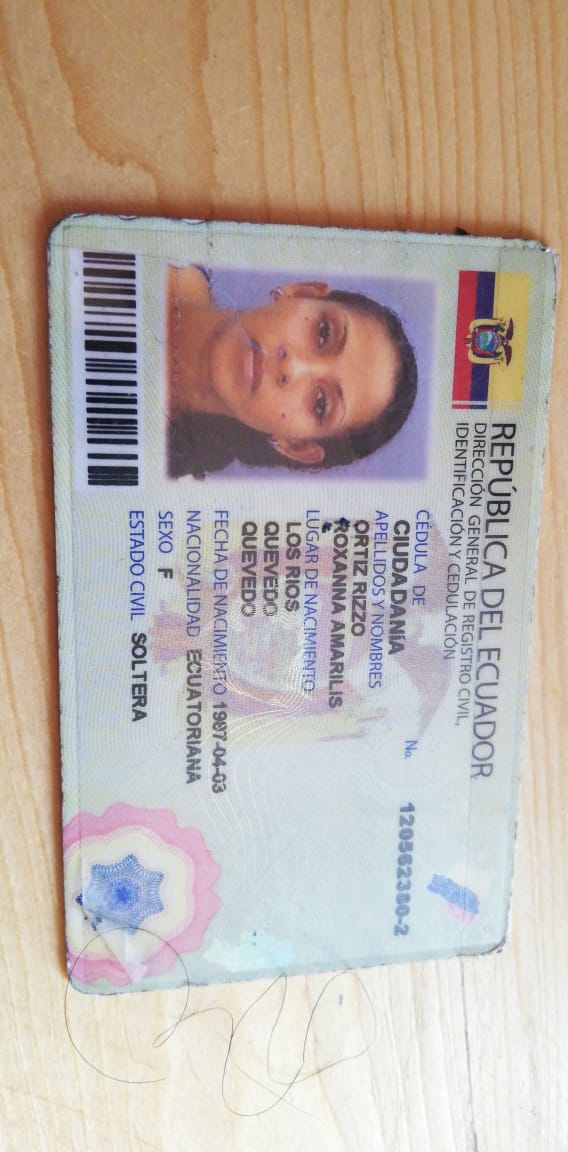 REPÚBLICA DEL ECUADOR
DIRECCIÓN GENERAL DE REGISTRO CIVIL,
IDENTIFICACIÓN Y CEDULACIÓN
CÉDULA DE
CIUDADANÍA
No. 120562380-2
APELLIDOS Y NOMBRES
ORTIZ RIZZO
ROXANNA AMARILIS
LUGAR DE NACIMIENTO
LOS RIOS
QUEVEDO
QUEVEDO
FECHA DE NACIMIENTO 1987-04-03
NACIONALIDAD ECUATORIANA
SEXO F
ESTADO CIVIL SOLTERA